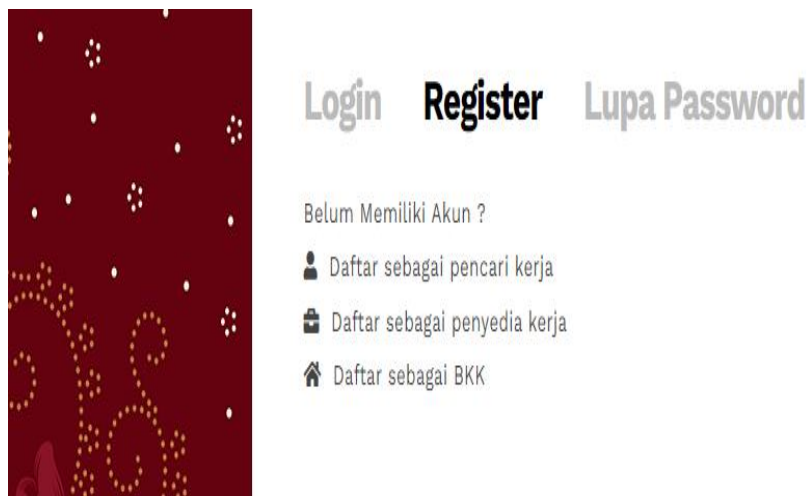 Login Register Lupa Password
Belum Memiliki Akun ?
Daftar sebagai pencari kerja
Daftar sebagai penyedia kerja
Daftar sebagai BKK